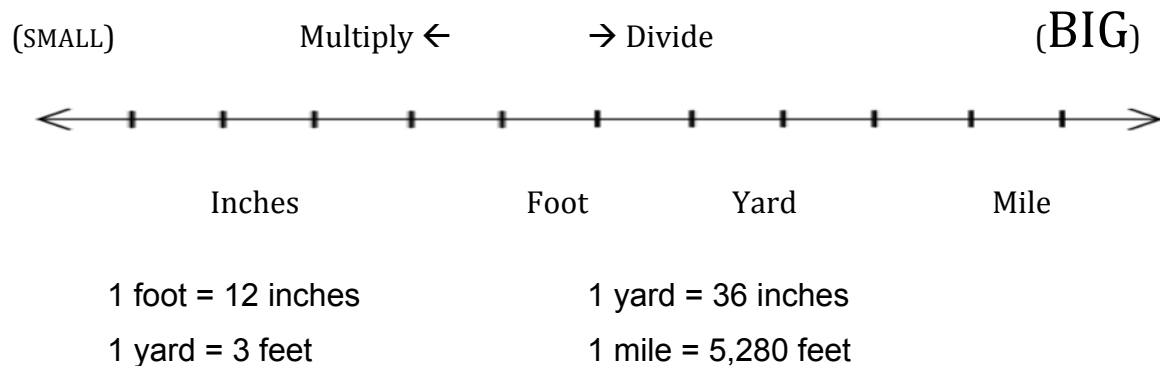 (SMALL) Multiply ← → Divide (BIG)
Inches Foot Yard Mile
1 foot = 12 inches 1 yard = 36 inches
1 yard = 3 feet 1 mile = 5,280 feet